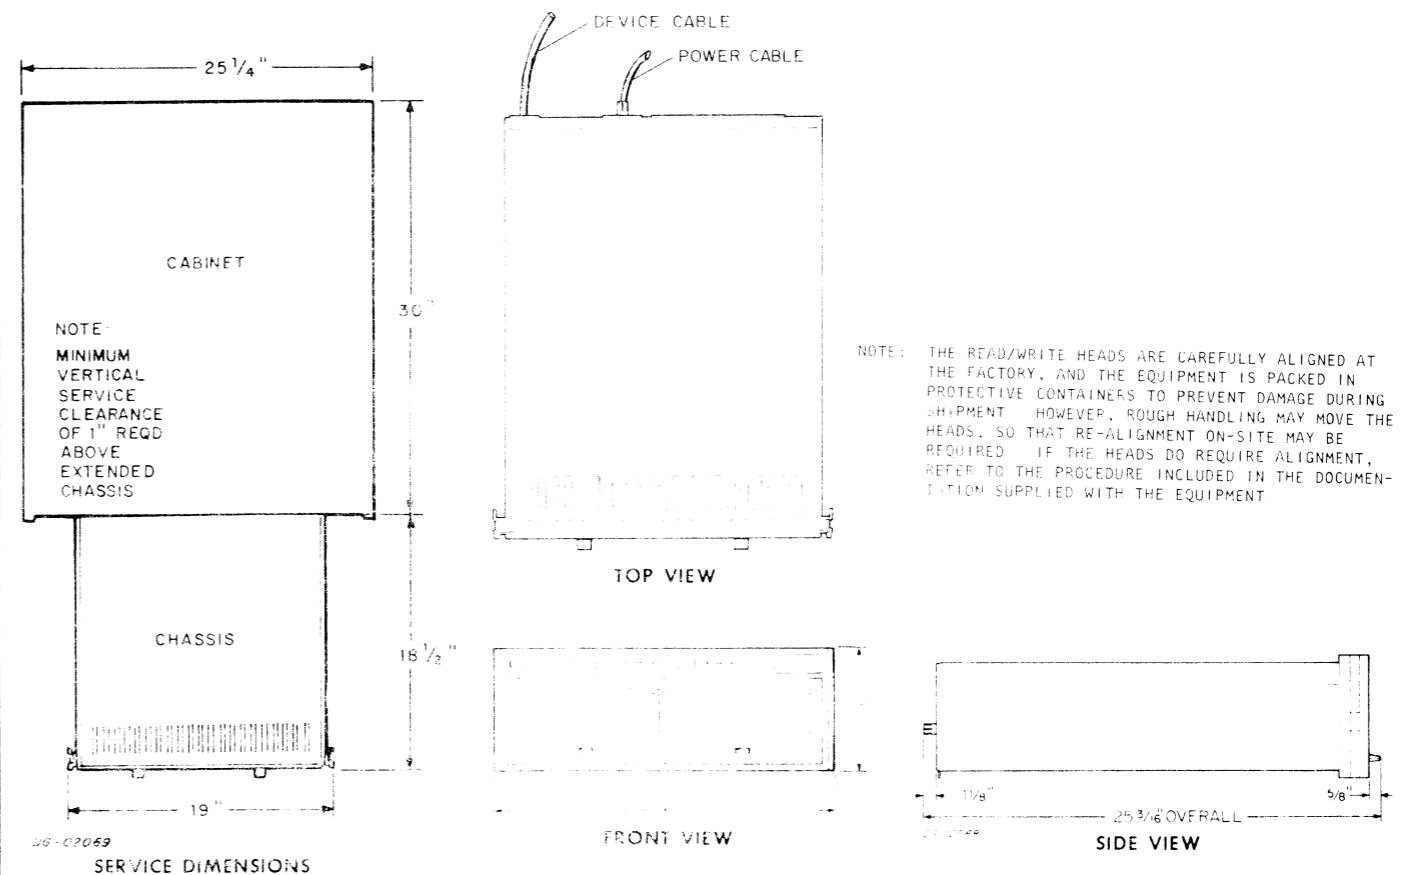 DEVICE CABLE
POWER CABLE
25 1/4"
CABINET
30"
NOTE:
MINIMUM
VERTICAL
SERVICE
CLEARANCE
OF 1" REQD
ABOVE
EXTENDED
CHASSIS
NOTE: THE READ/WRITE HEADS ARE CAREFULLY ALIGNED AT
THE FACTORY, AND THE EQUIPMENT IS PACKED IN
PROTECTIVE CONTAINERS TO PREVENT DAMAGE DURING
SHIPMENT HOWEVER, ROUGH HANDLING MAY MOVE THE
HEADS, SO THAT RE-ALIGNMENT ON-SITE MAY BE
REQUIRED IF THE HEADS DO REQUIRE ALIGNMENT,
REFER TO THE PROCEDURE INCLUDED IN THE DOCUMEN-
TATION SUPPLIED WITH THE EQUIPMENT
TOP VIEW
CHASSIS
18 1/2"
19"
1 1/8"
5/8"
25 3/16" OVERALL
DG-02069
FRONT VIEW
SIDE VIEW
SERVICE DIMENSIONS